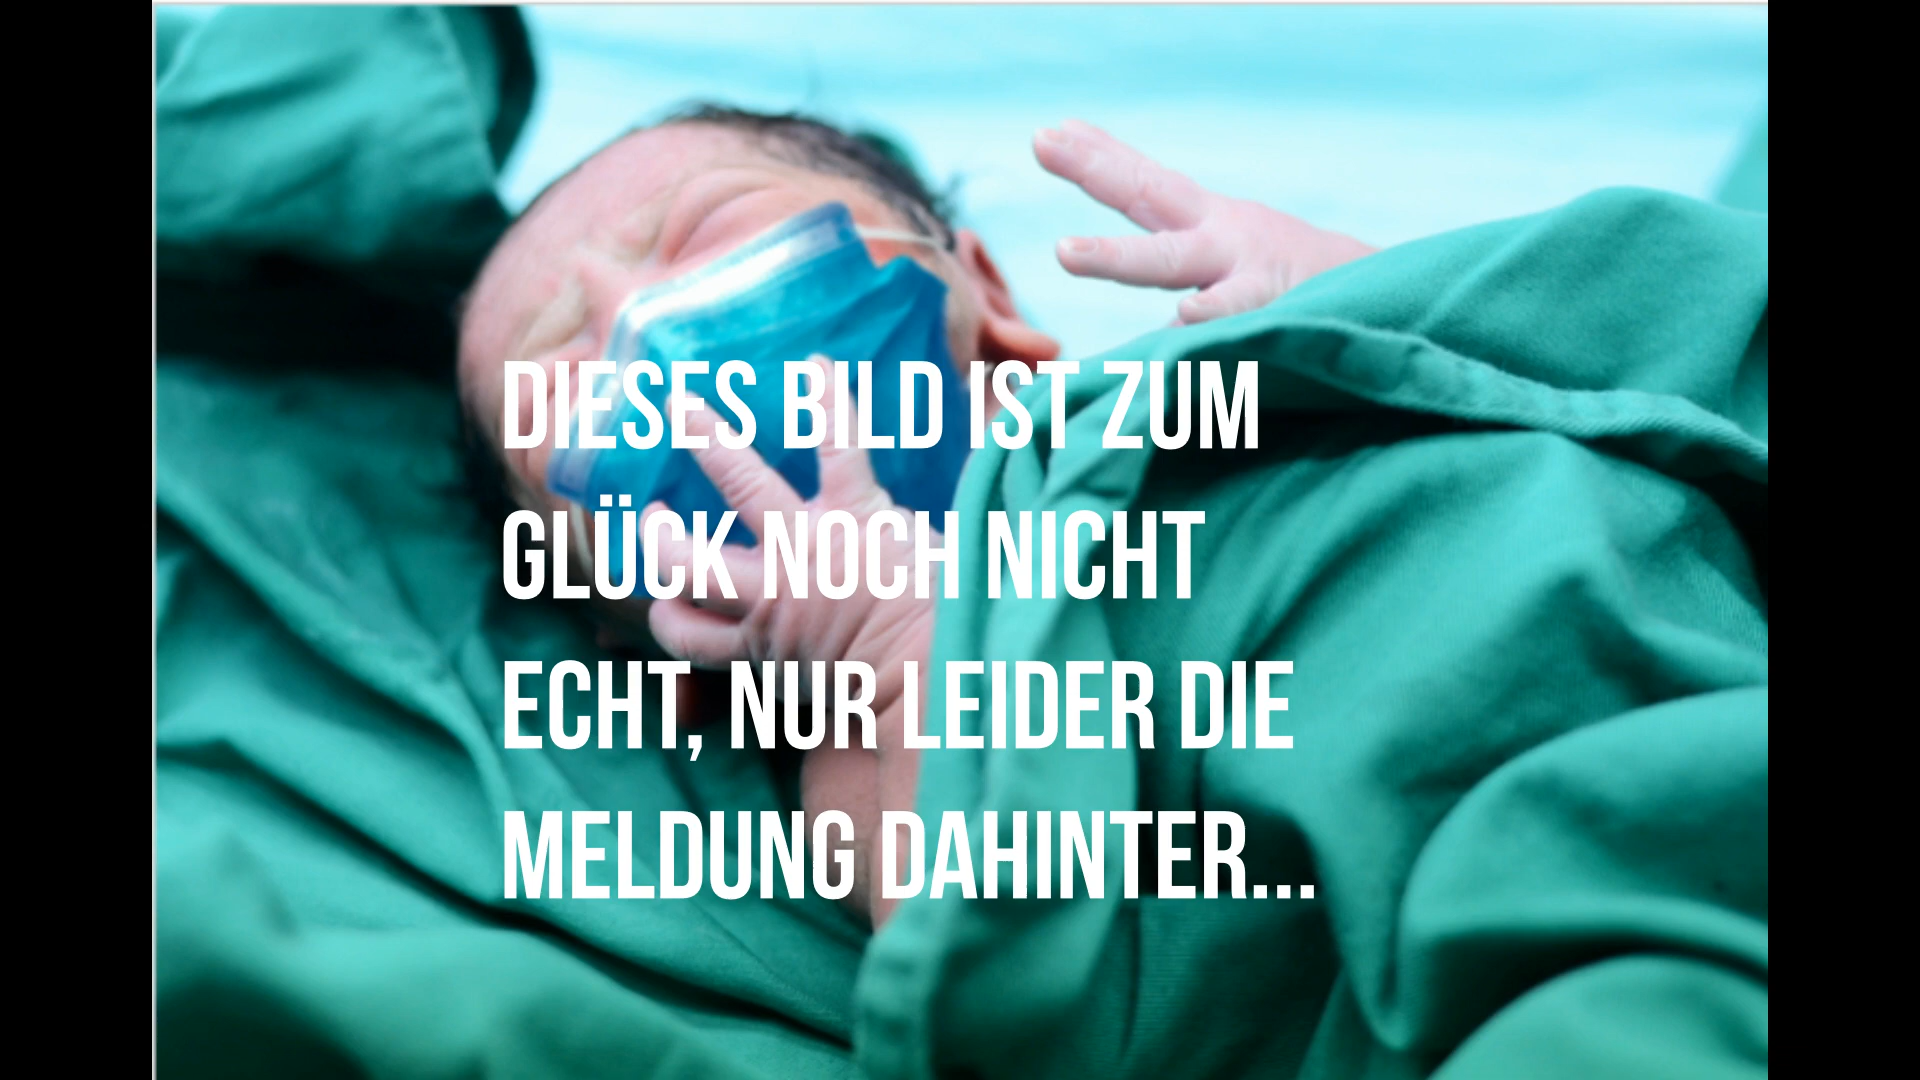 DIESES BILD IST ZUM
GLÜCK NOCH NICHT
ECHT, NUR LEIDER DIE
MELDUNG DAHINTER...